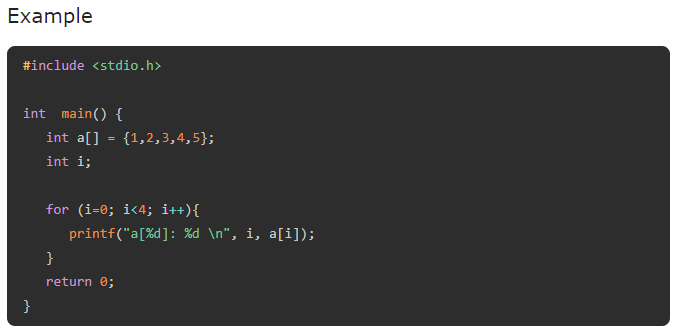 Example
#include <stdio.h>
int  main() {
   int a[] = {1,2,3,4,5};
   int i;
   for (i=0; i<4; i++){
      printf("a[%d]: %d \n", i, a[i]);
   }
   return 0;
}